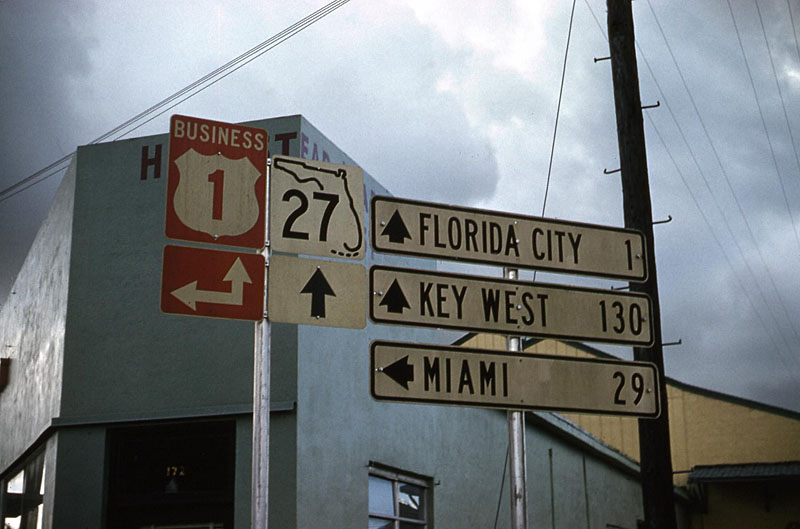 BUSINESS
1
27
FLORIDA CITY 1
KEY WEST 130
MIAMI 29